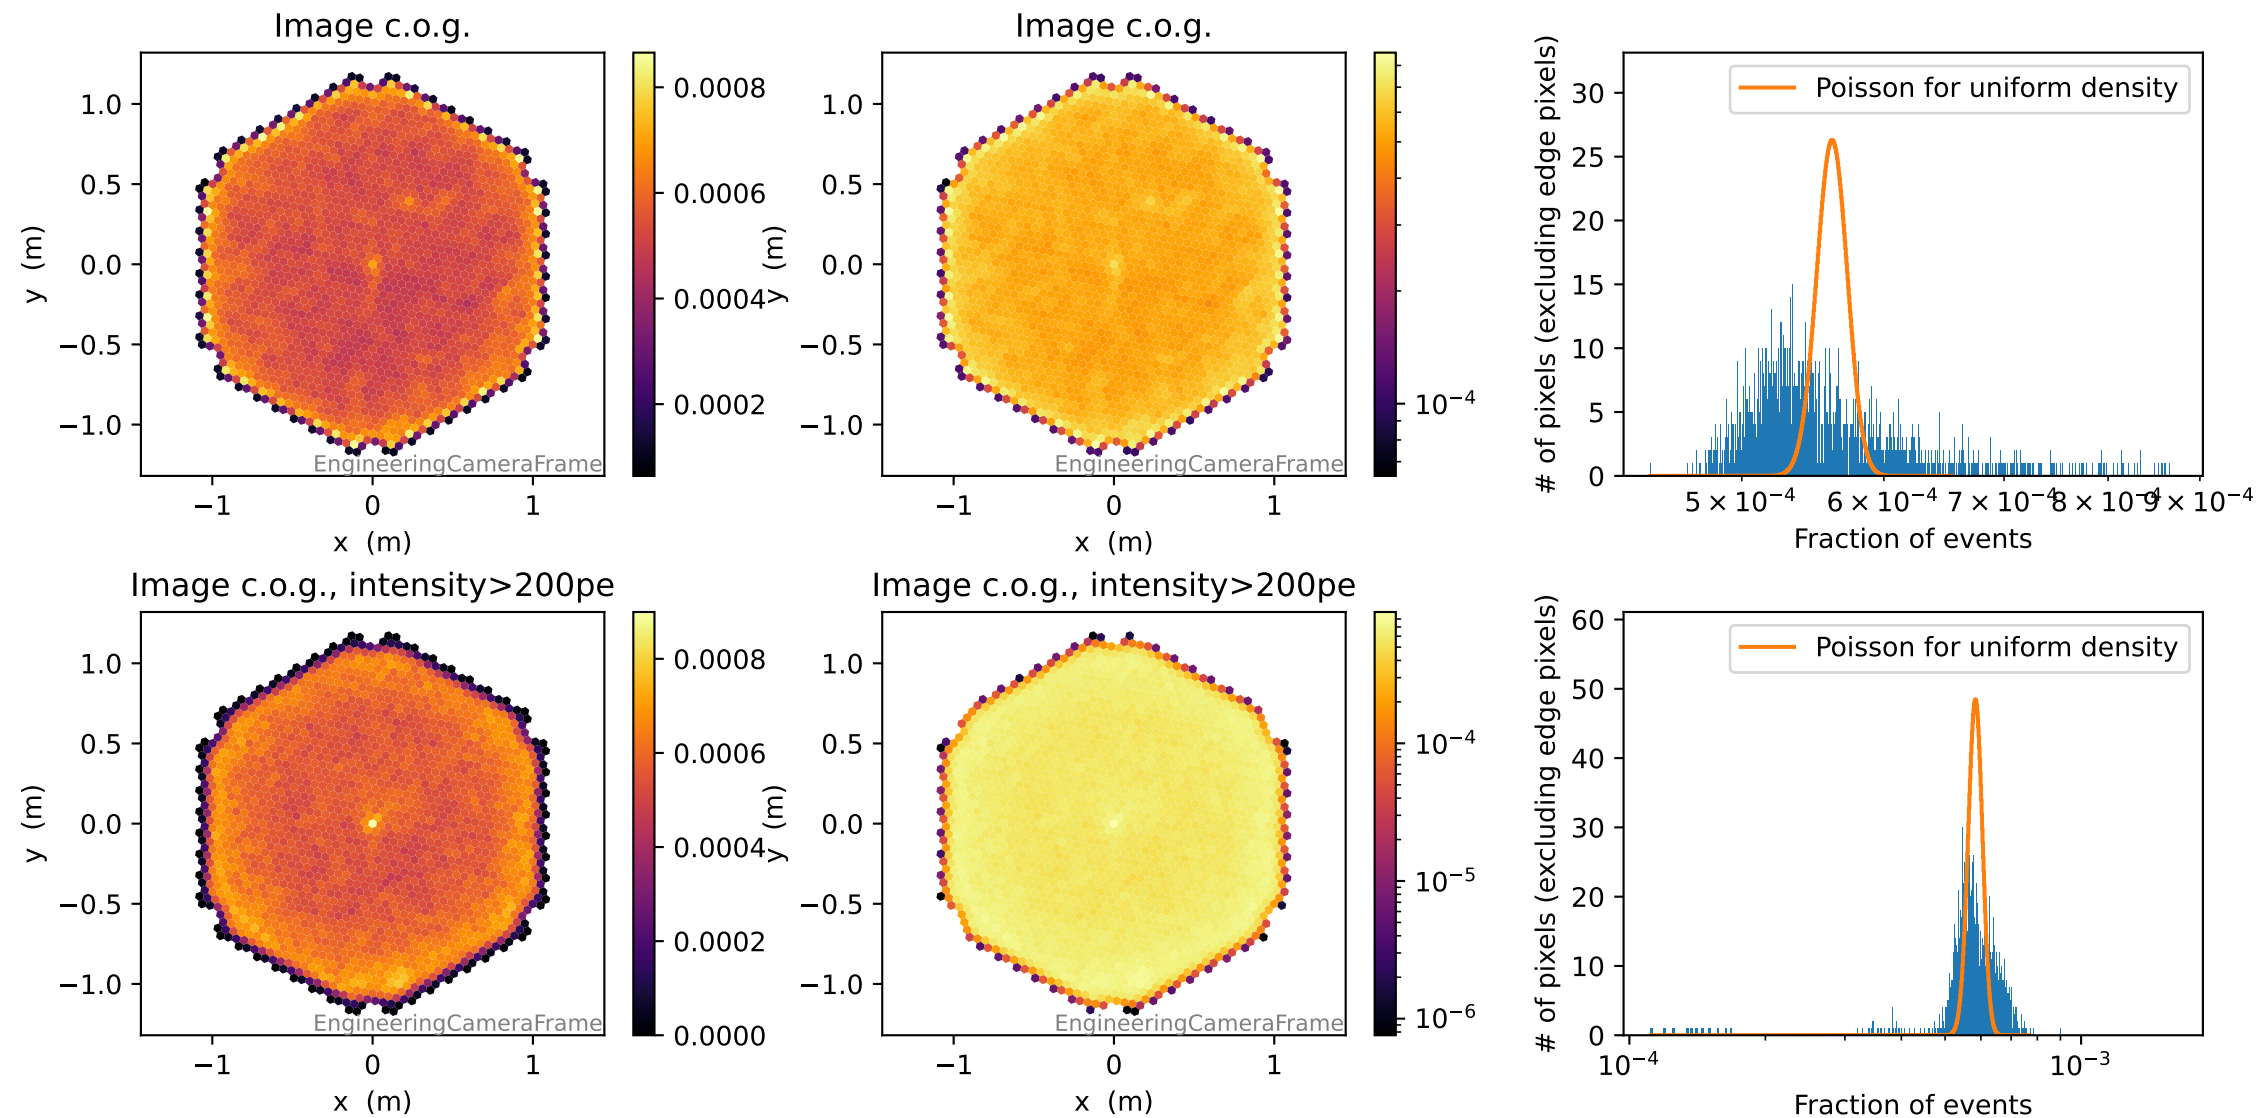 Image c.o.g.
1.0
0.5
0.0
−0.5
−1.0
y (m)
−1
0
1
x (m)
EngineeringCameraFrame
0.0008
0.0006
0.0004
0.0002
Image c.o.g.
1.0
0.5
0.0
−0.5
−1.0
y (m)
−1
0
1
x (m)
EngineeringCameraFrame
10⁻⁴
# of pixels (excluding edge pixels)
30
25
20
15
10
5
0
Poisson for uniform density
5 × 10⁻⁴
6 × 10⁻⁴
7 × 10⁻⁴
8 × 10⁻⁴
9 × 10⁻⁴
Fraction of events
Image c.o.g., intensity>200pe
1.0
0.5
0.0
−0.5
−1.0
y (m)
−1
0
1
x (m)
EngineeringCameraFrame
0.0008
0.0006
0.0004
0.0002
0.0000
Image c.o.g., intensity>200pe
1.0
0.5
0.0
−0.5
−1.0
y (m)
−1
0
1
x (m)
EngineeringCameraFrame
10⁻⁴
10⁻⁵
10⁻⁶
# of pixels (excluding edge pixels)
60
50
40
30
20
10
0
Poisson for uniform density
10⁻⁴
10⁻³
Fraction of events